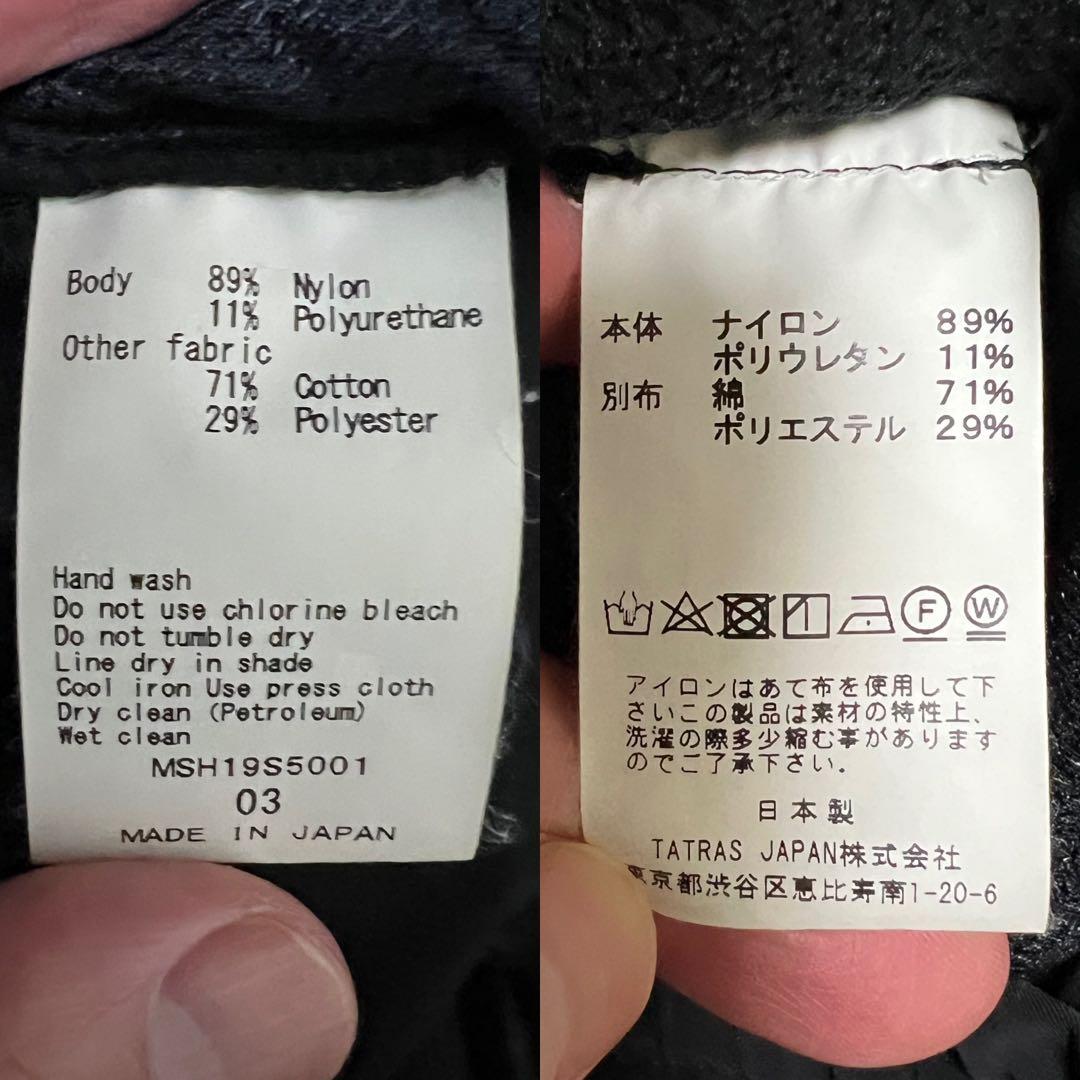 Body 89% Nylon
11% Polyurethane
Other fabric
71% Cotton
29% Polyester
Hand wash
Do not use chlorine bleach
Do not tumble dry
Line dry in shade
Cool iron Use press cloth
Dry clean (Petroleum)
Wet clean
MSH19S5001
03
MADE IN JAPAN
本体 ナイロン 89%
ポリウレタン 11%
別布 綿 71%
ポリエステル 29%
F W
アイロンはあて布を使用して下
さいこの製品は素材の特性上、
洗濯の際多少縮む事があります
のでご了承下さい。
日本製
TATRAS JAPAN株式会社
東京都渋谷区恵比寿南1-20-6